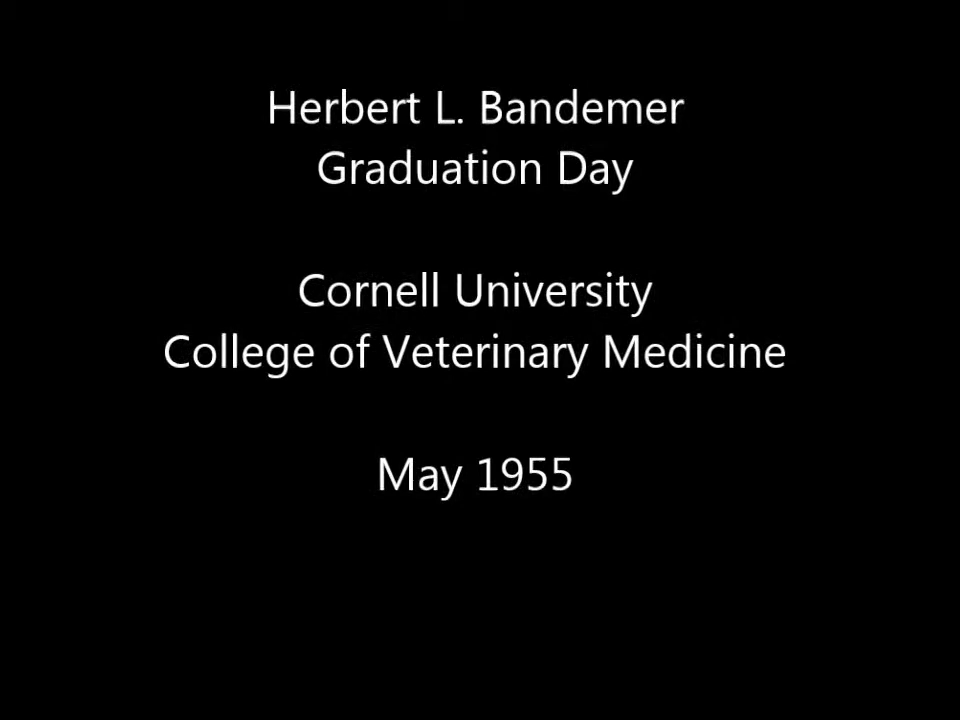 Herbert L. Bandemer
Graduation Day
Cornell University
College of Veterinary Medicine
May 1955